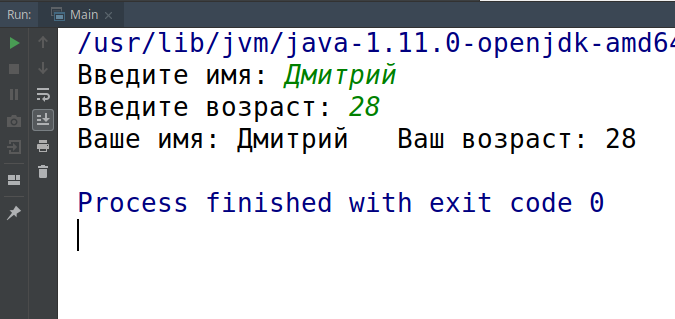 Run: Main
/usr/lib/jvm/java-1.11.0-openjdk-amd64
Введите имя: Дмитрий
Введите возраст: 28
Ваше имя: Дмитрий   Ваш возраст: 28
Process finished with exit code 0